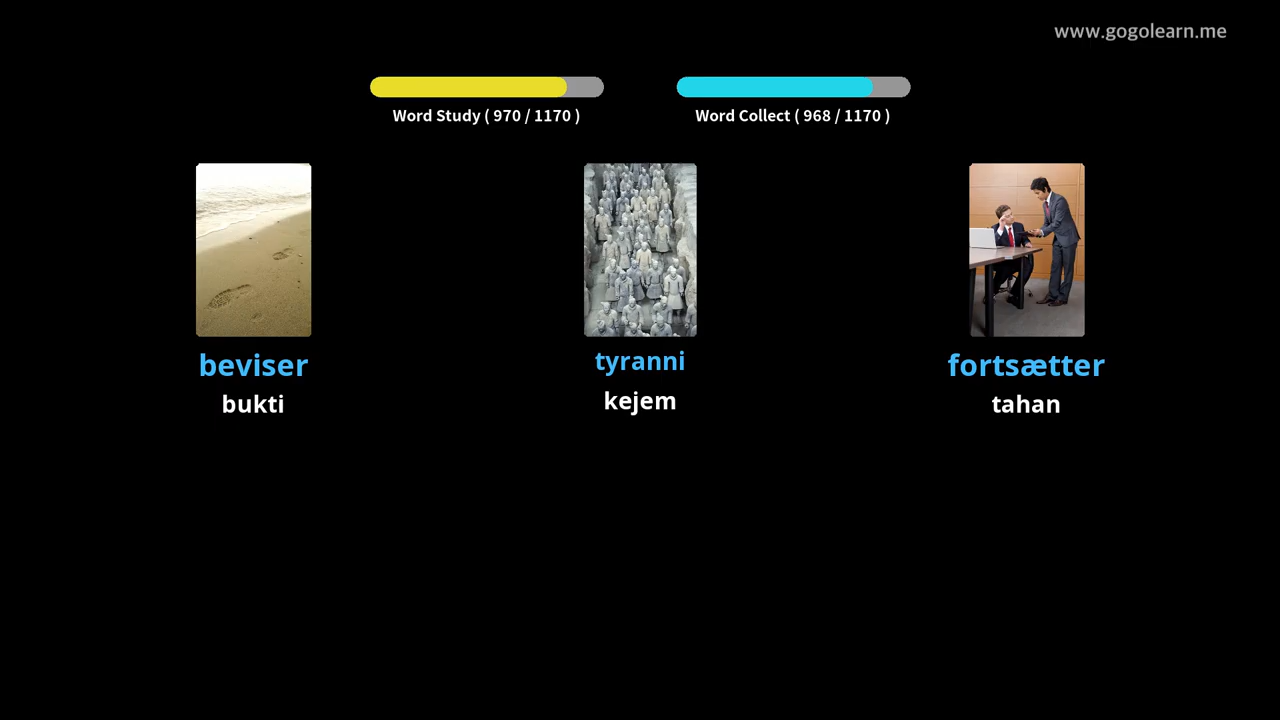 www.gogolearn.me
Word Study ( 970 / 1170 )
Word Collect ( 968 / 1170 )
beviser
bukti
tyranni
kejem
fortsætter
tahan